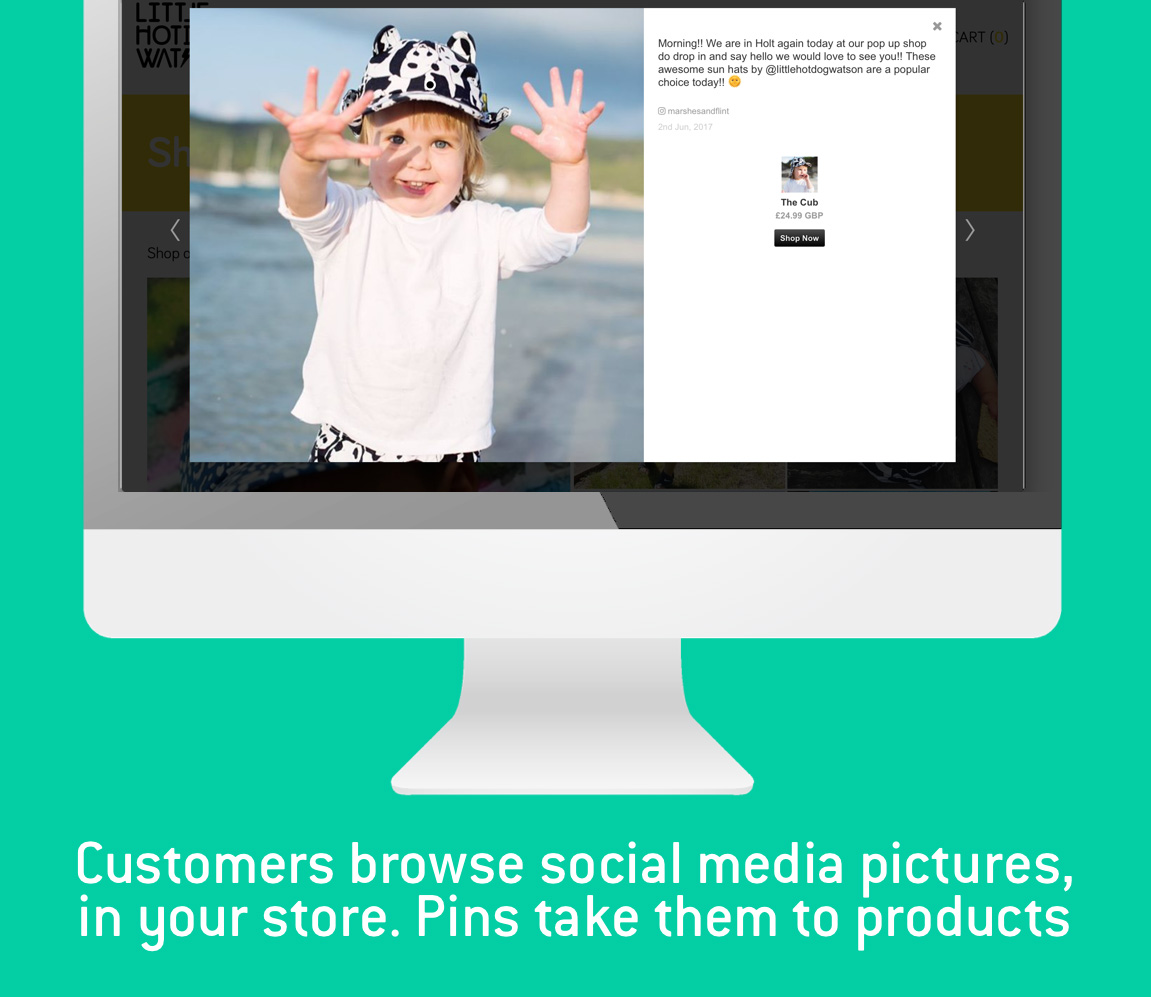 LITTLE
HOT
WATS
CART (0)
Morning!! We are in Holt again today at our pop up shop
do drop in and say hello we would love to see you!! These
awesome sun hats by @littlehotdogwatson are a popular
choice today!! 😊
marshesandflint
2nd Jun, 2017
Sh
The Cub
£24.99 GBP
Shop Now
Shop
Customers browse social media pictures,
in your store. Pins take them to products